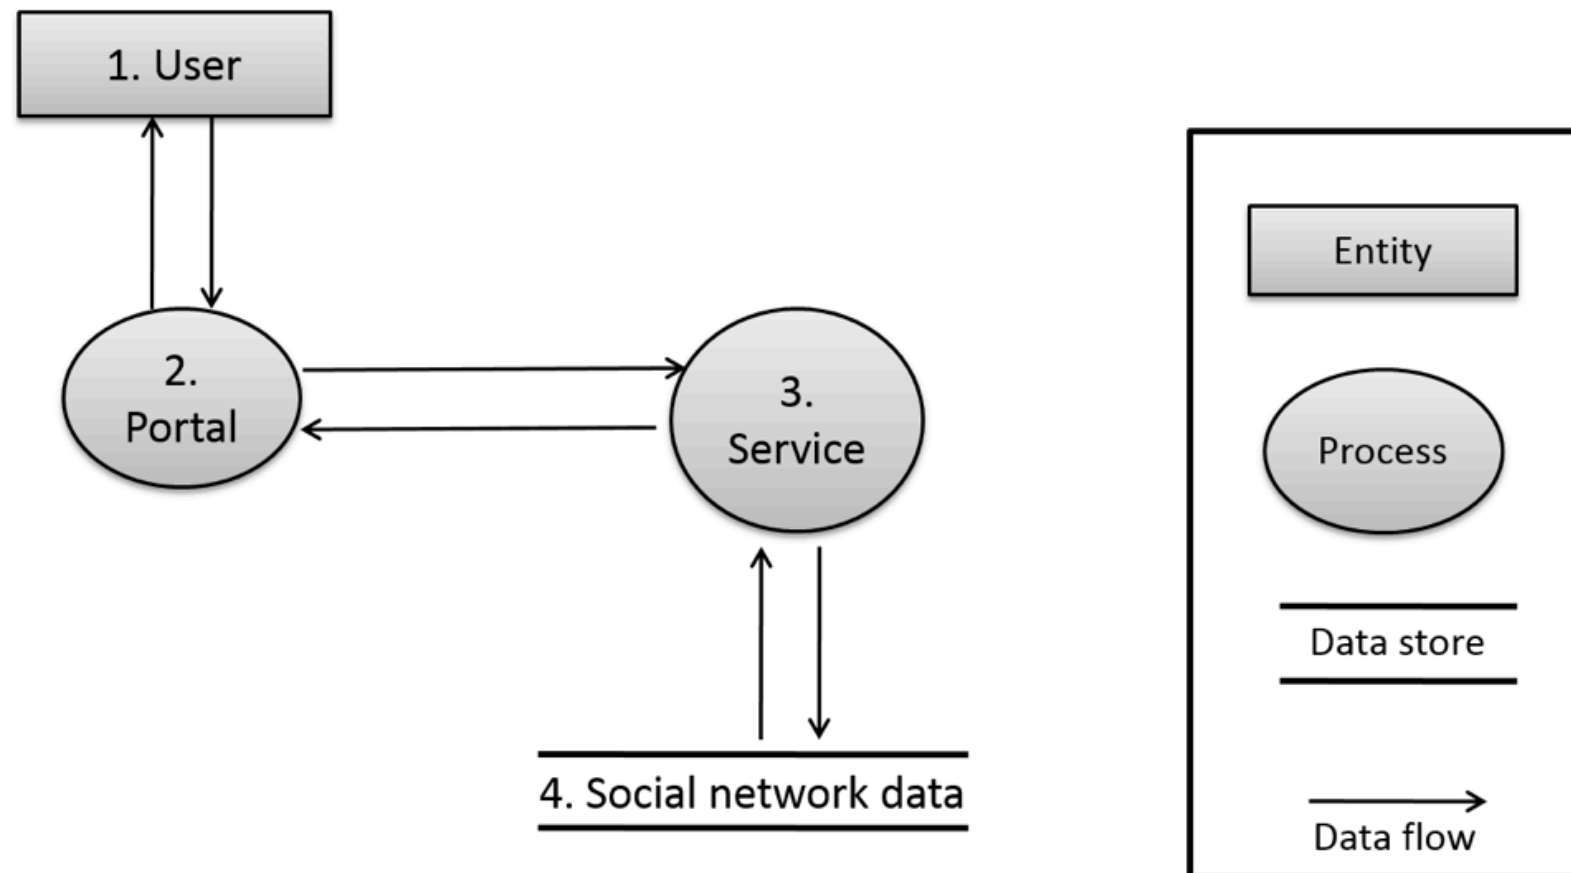 1. User
2.
Portal
3.
Service
4. Social network data
Entity
Process
Data store
Data flow